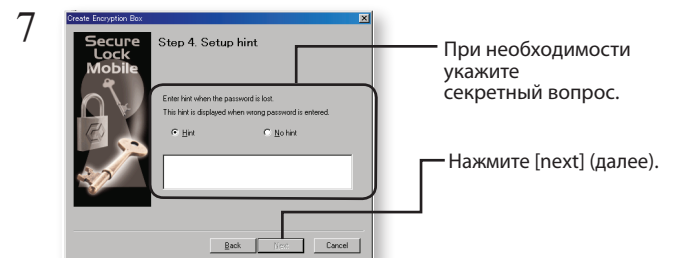 7
Create Encryption Box
Secure
Lock
Mobile
Step 4. Setup hint
Enter hint when the password is lost.
This hint is displayed when wrong password is entered.
Hint
No hint
Back
Next
Cancel
При необходимости
укажите
секретный вопрос.
Нажмите [next] (далее).